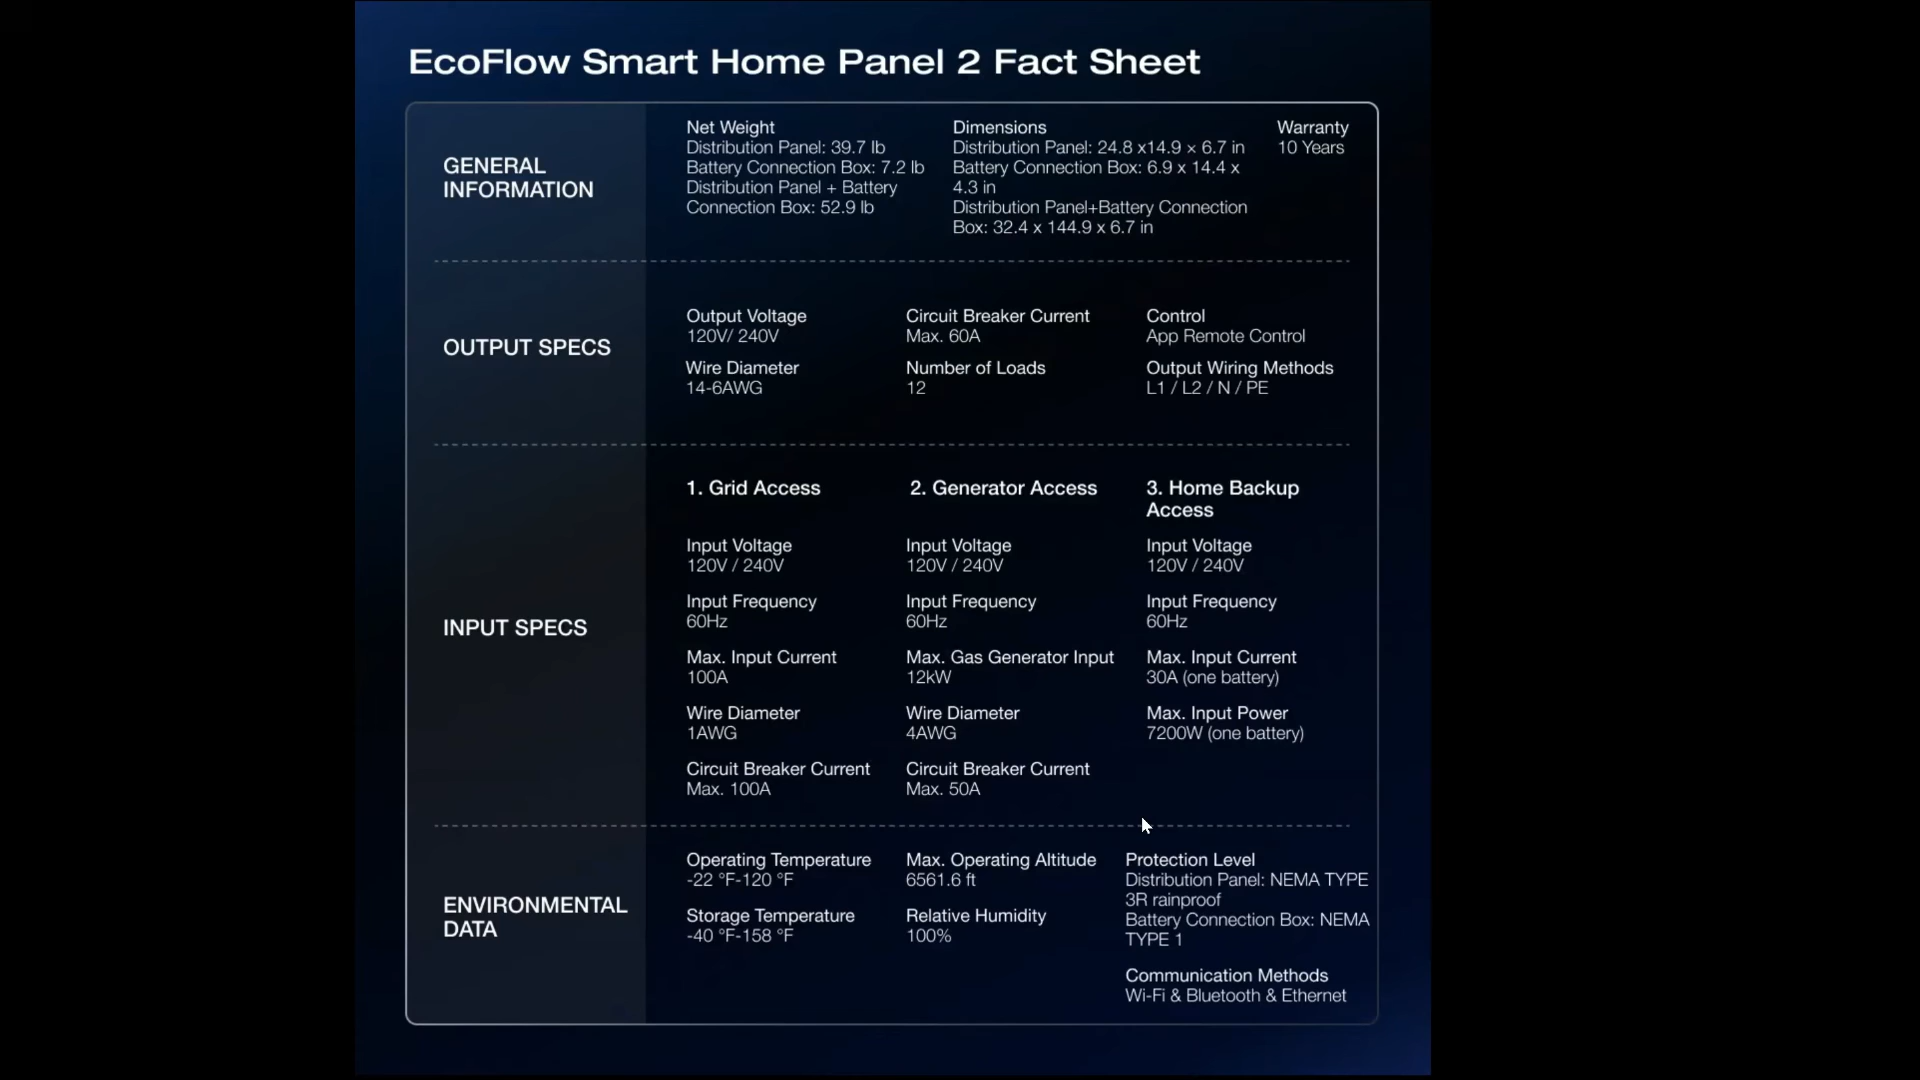 EcoFlow Smart Home Panel 2 Fact Sheet
GENERAL
INFORMATION
Net Weight
Distribution Panel: 39.7 lb
Battery Connection Box: 7.2 lb
Distribution Panel + Battery
Connection Box: 52.9 lb
Dimensions
Distribution Panel: 24.8 x14.9 × 6.7 in
Battery Connection Box: 6.9 x 14.4 x
4.3 in
Distribution Panel+Battery Connection
Box: 32.4 x 144.9 x 6.7 in
Warranty
10 Years
OUTPUT SPECS
Output Voltage
120V/ 240V
Circuit Breaker Current
Max. 60A
Control
App Remote Control
Wire Diameter
14-6AWG
Number of Loads
12
Output Wiring Methods
L1 / L2 / N / PE
INPUT SPECS
1. Grid Access
Input Voltage
120V / 240V
Input Frequency
60Hz
Max. Input Current
100A
Wire Diameter
1AWG
Circuit Breaker Current
Max. 100A
2. Generator Access
Input Voltage
120V / 240V
Input Frequency
60Hz
Max. Gas Generator Input
12kW
Wire Diameter
4AWG
Circuit Breaker Current
Max. 50A
3. Home Backup
Access
Input Voltage
120V / 240V
Input Frequency
60Hz
Max. Input Current
30A (one battery)
Max. Input Power
7200W (one battery)
ENVIRONMENTAL
DATA
Operating Temperature
-22 °F-120 °F
Storage Temperature
-40 °F-158 °F
Max. Operating Altitude
6561.6 ft
Relative Humidity
100%
Protection Level
Distribution Panel: NEMA TYPE
3R rainproof
Battery Connection Box: NEMA
TYPE 1
Communication Methods
Wi-Fi & Bluetooth & Ethernet